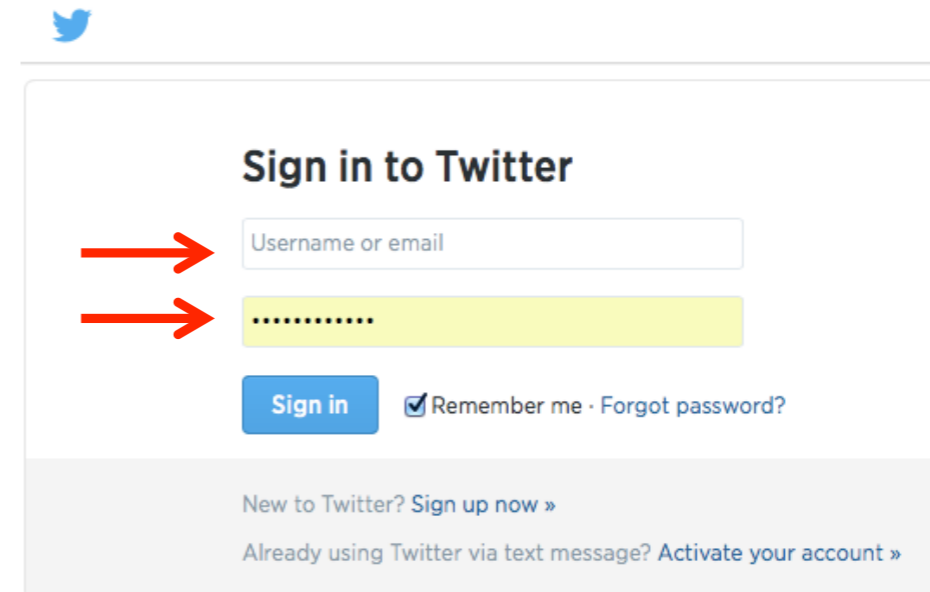 Sign in to Twitter
Username or email
••••••••••••
Sign in Remember me · Forgot password?
New to Twitter? Sign up now »
Already using Twitter via text message? Activate your account »